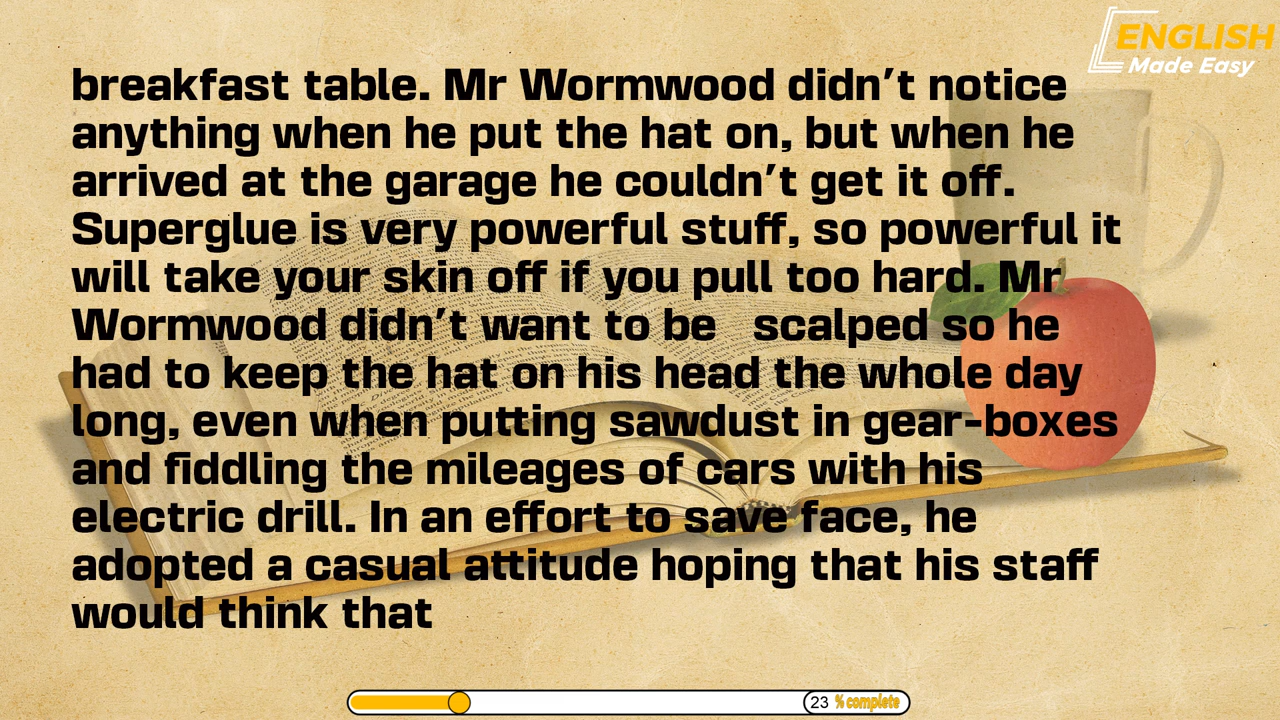 ENGLISH
Made Easy
breakfast table. Mr Wormwood didn’t notice
anything when he put the hat on, but when he
arrived at the garage he couldn’t get it off.
Superglue is very powerful stuff, so powerful it
will take your skin off if you pull too hard. Mr
Wormwood didn’t want to be scalped so he
had to keep the hat on his head the whole day
long, even when putting sawdust in gear-boxes
and fiddling the mileages of cars with his
electric drill. In an effort to save face, he
adopted a casual attitude hoping that his staff
would think that
23 % complete